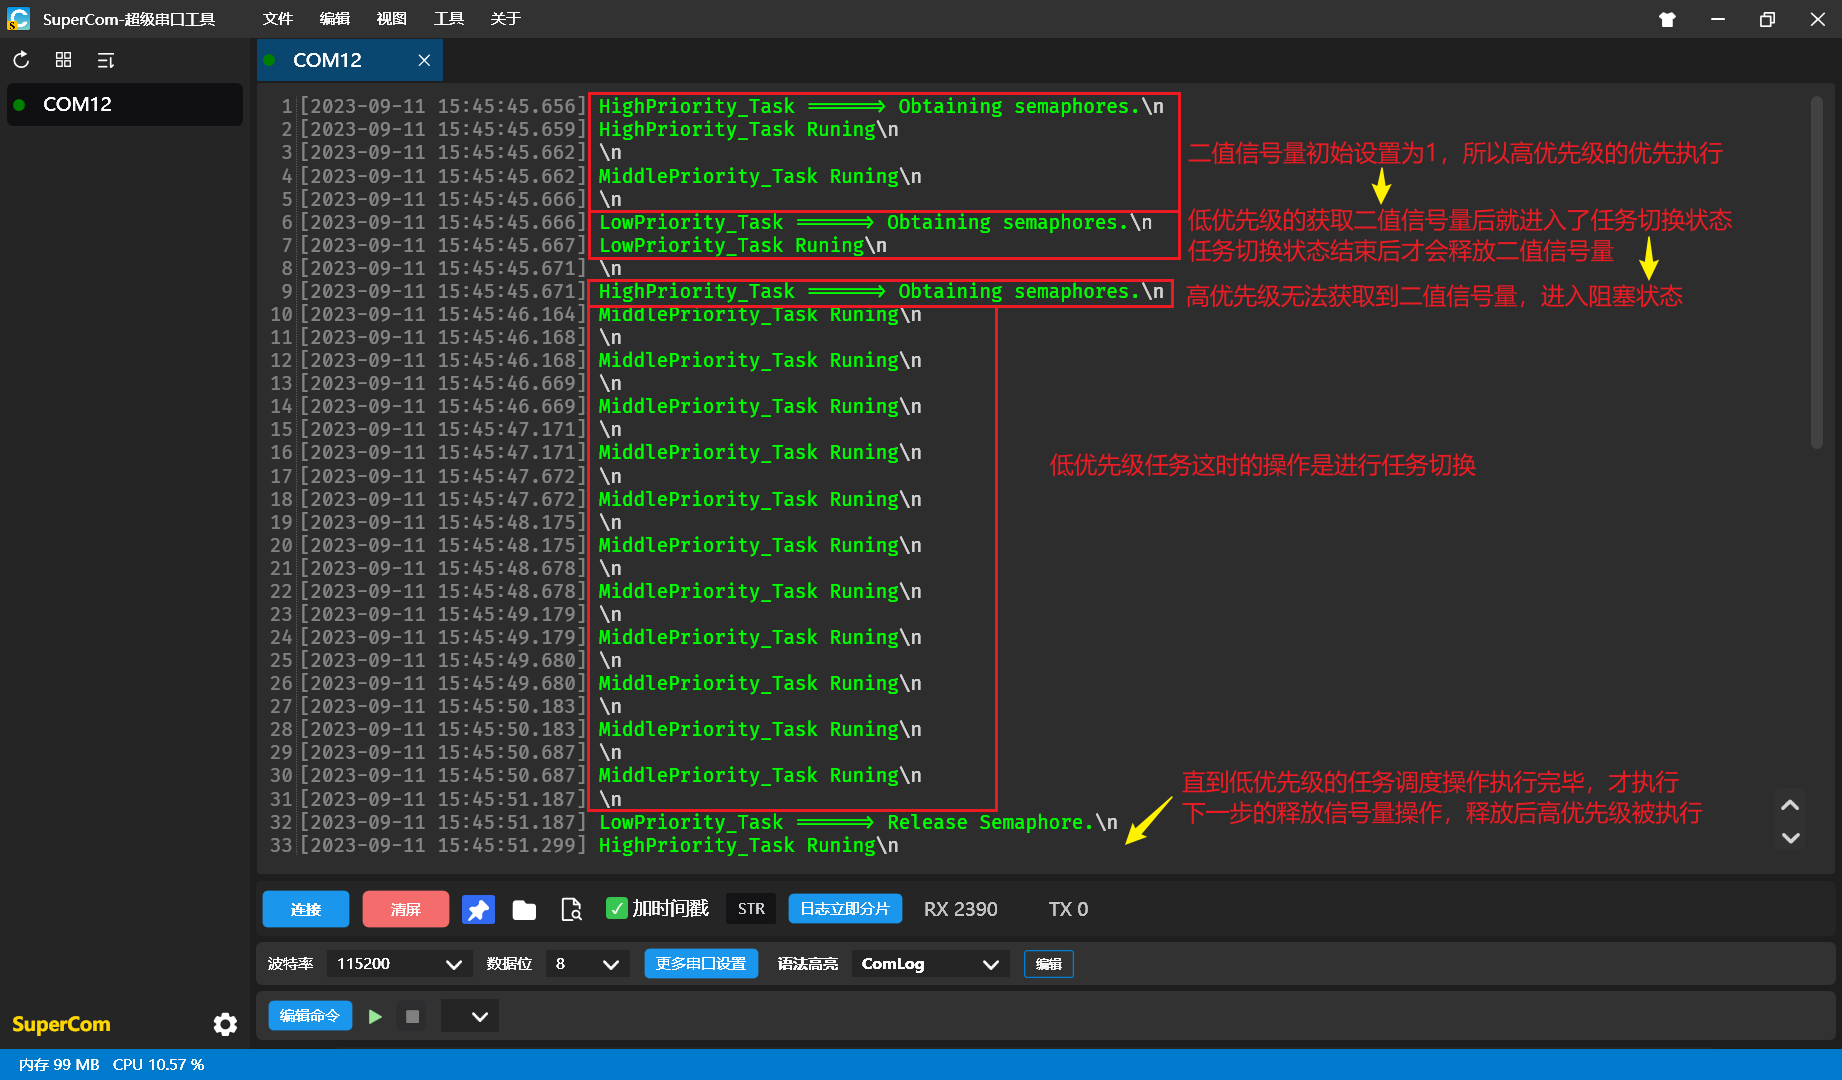 SuperCom-超级串口工具 文件 编辑 视图 工具 关于
COM12
COM12
1 [2023-09-11 15:45:45.656] HighPriority_Task =====> Obtaining semaphores.\n
2 [2023-09-11 15:45:45.659] HighPriority_Task Runing\n
3 [2023-09-11 15:45:45.662] \n
二值信号量初始设置为1，所以高优先级的优先执行
4 [2023-09-11 15:45:45.662] MiddlePriority_Task Runing\n
5 [2023-09-11 15:45:45.666] \n
6 [2023-09-11 15:45:45.666] LowPriority_Task =====> Obtaining semaphores.\n
低优先级的获取二值信号量后就进入了任务切换状态
7 [2023-09-11 15:45:45.667] LowPriority_Task Runing\n
任务切换状态结束后才会释放二值信号量
8 [2023-09-11 15:45:45.671] \n
9 [2023-09-11 15:45:45.671] HighPriority_Task =====> Obtaining semaphores.\n
高优先级无法获取到二值信号量，进入阻塞状态
10 [2023-09-11 15:45:46.164] MiddlePriority_Task Runing\n
11 [2023-09-11 15:45:46.168] \n
12 [2023-09-11 15:45:46.168] MiddlePriority_Task Runing\n
13 [2023-09-11 15:45:46.669] \n
14 [2023-09-11 15:45:46.669] MiddlePriority_Task Runing\n
15 [2023-09-11 15:45:47.171] \n
16 [2023-09-11 15:45:47.171] MiddlePriority_Task Runing\n
低优先级任务这时的操作是进行任务切换
17 [2023-09-11 15:45:47.672] \n
18 [2023-09-11 15:45:47.672] MiddlePriority_Task Runing\n
19 [2023-09-11 15:45:48.175] \n
20 [2023-09-11 15:45:48.175] MiddlePriority_Task Runing\n
21 [2023-09-11 15:45:48.678] \n
22 [2023-09-11 15:45:48.678] MiddlePriority_Task Runing\n
23 [2023-09-11 15:45:49.179] \n
24 [2023-09-11 15:45:49.179] MiddlePriority_Task Runing\n
25 [2023-09-11 15:45:49.680] \n
26 [2023-09-11 15:45:49.680] MiddlePriority_Task Runing\n
27 [2023-09-11 15:45:50.183] \n
28 [2023-09-11 15:45:50.183] MiddlePriority_Task Runing\n
29 [2023-09-11 15:45:50.687] \n
30 [2023-09-11 15:45:50.687] MiddlePriority_Task Runing\n
直到低优先级的任务调度操作执行完毕，才执行
31 [2023-09-11 15:45:51.187] \n
下一步的释放信号量操作，释放后高优先级被执行
32 [2023-09-11 15:45:51.187] LowPriority_Task =====> Release Semaphore.\n
33 [2023-09-11 15:45:51.299] HighPriority_Task Runing\n
连接 清屏 加时间戳 STR 日志立即分片 RX 2390 TX 0
波特率 115200 数据位 8 更多串口设置 语法高亮 ComLog 编辑
编辑命令
SuperCom
内存 99 MB CPU 10.57 %